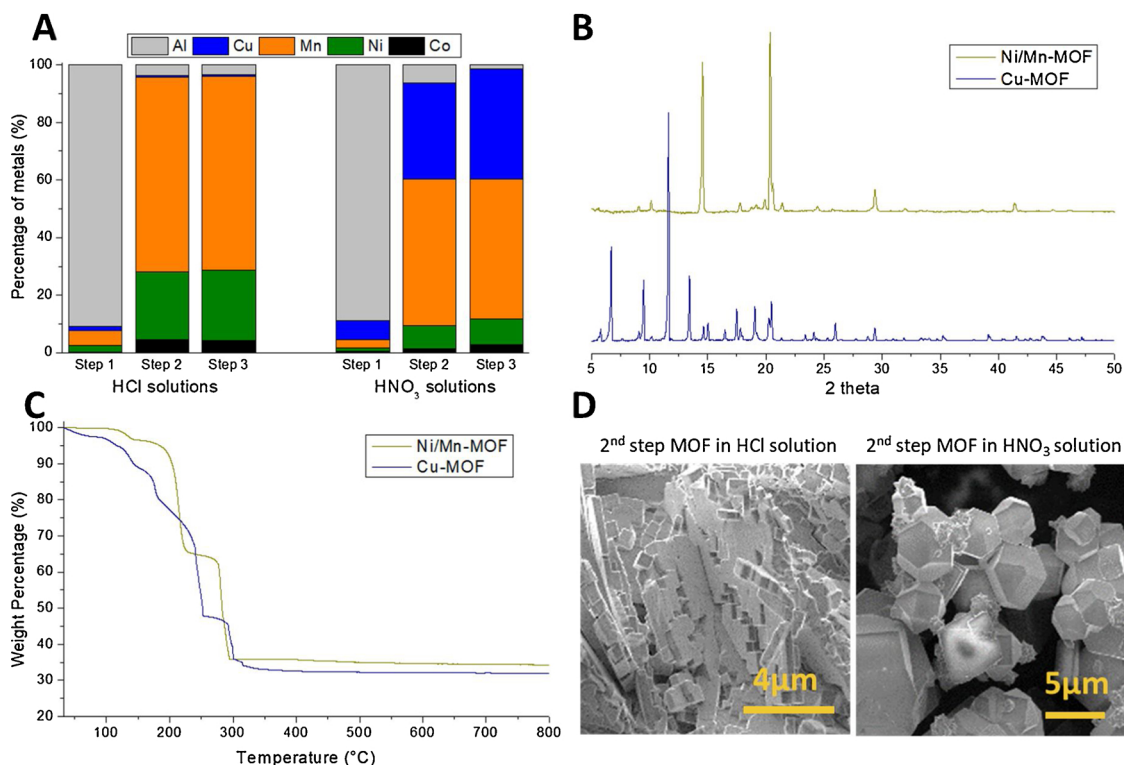 A
Al Cu Mn Ni Co
Percentage of metals (%)
100
80
60
40
20
0
Step 1 Step 2 Step 3 Step 1 Step 2 Step 3
HCl solutions HNO₃ solutions
B
Ni/Mn-MOF
Cu-MOF
5 10 15 20 25 30 35 40 45 50
2 theta
C
Ni/Mn-MOF
Cu-MOF
Weight Percentage (%)
100
90
80
70
60
50
40
30
20
100 200 300 400 500 600 700 800
Temperature (°C)
D
2nd step MOF in HCl solution
2nd step MOF in HNO₃ solution
4μm
5μm